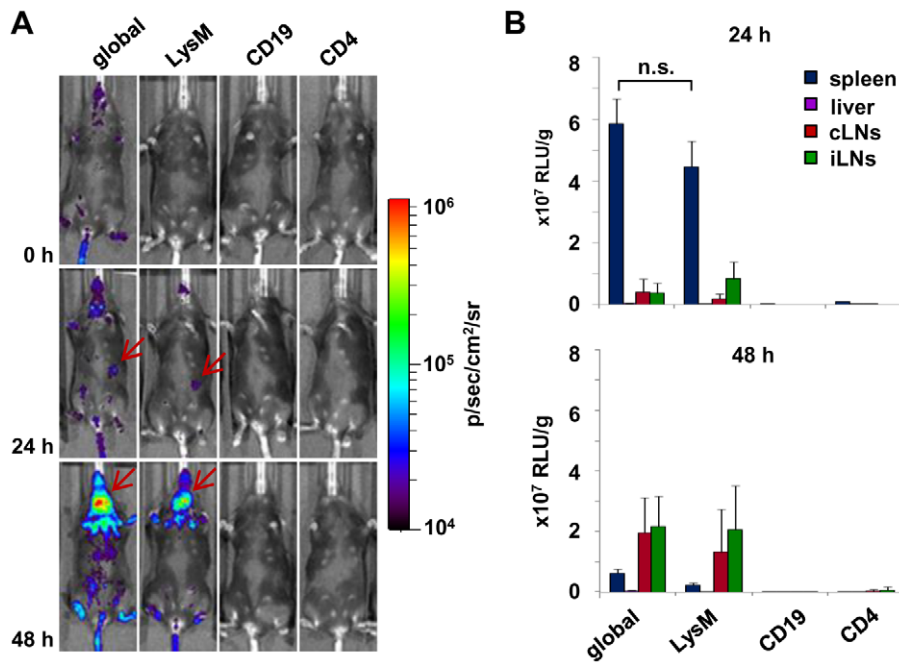 A
global LysM CD19 CD4
0 h
24 h
48 h
10⁶
10⁵
10⁴
p/sec/cm²/sr
B
24 h
n.s.
spleen
liver
cLNs
iLNs
8
6
4
2
0
x10⁷ RLU/g
48 h
8
6
4
2
0
x10⁷ RLU/g
global LysM CD19 CD4